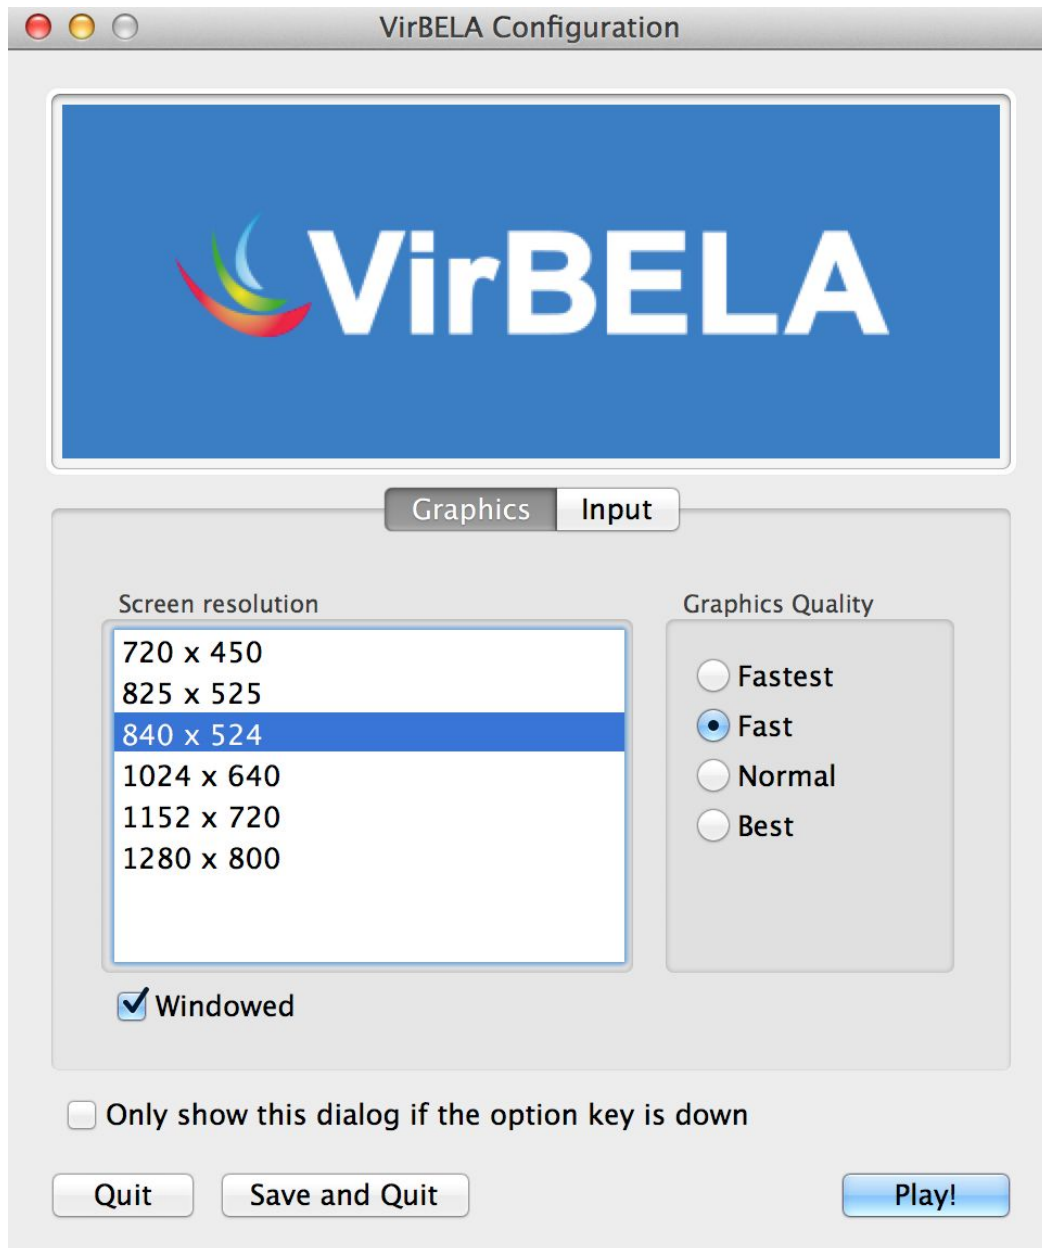 VirBELA Configuration
VirBELA
Graphics Input
Screen resolution
720 x 450
825 x 525
840 x 524
1024 x 640
1152 x 720
1280 x 800
Windowed
Graphics Quality
Fastest
Fast
Normal
Best
Only show this dialog if the option key is down
Quit Save and Quit Play!